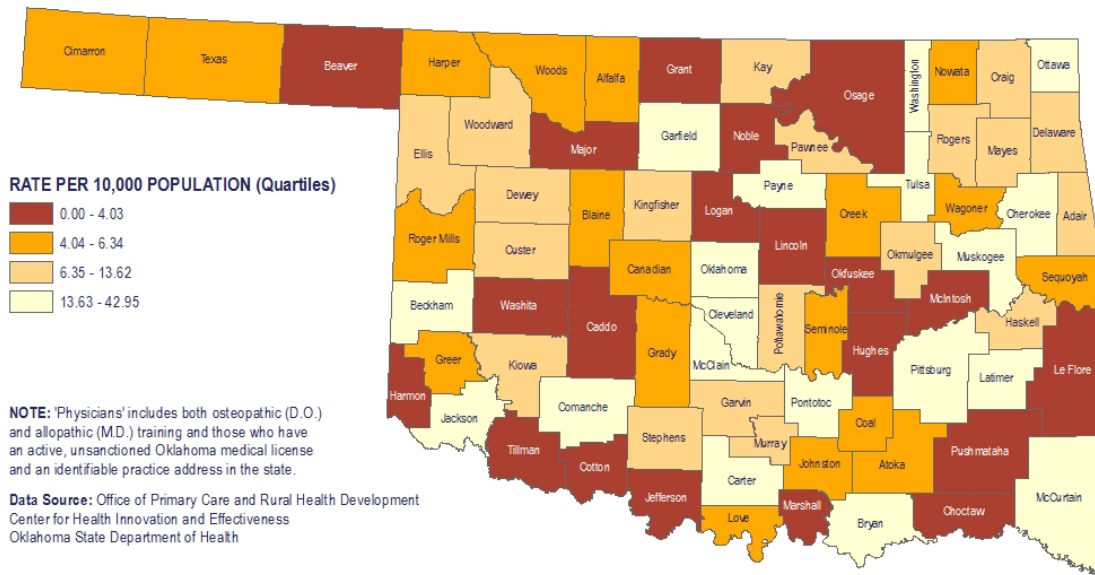 Cimarron
Texas
Beaver
Harper
Woods
Alfalfa
Grant
Kay
Osage
Washington
Nowata
Craig
Ottawa
Woodward
Ellis
Major
Garfield
Noble
Pawnee
Rogers
Mayes
Delaware
RATE PER 10,000 POPULATION (Quartiles)
0.00 - 4.03
4.04 - 6.34
6.35 - 13.62
13.63 - 42.95
Dewey
Blaine
Kingfisher
Logan
Payne
Creek
Tulsa
Wagoner
Cherokee
Adair
Roger Mills
Custer
Canadian
Oklahoma
Lincoln
Okfuskee
Okmulgee
Muskogee
Sequoyah
Beckham
Washita
Caddo
Grady
Cleveland
McClain
Pottawatomie
Seminole
Hughes
McIntosh
Haskell
Pittsburg
Latimer
Le Flore
Harmon
Greer
Kiowa
Jackson
Comanche
Stephens
Garvin
Murray
Pontotoc
Coal
Tillman
Cotton
Jefferson
Carter
Johnston
Atoka
Pushmataha
Love
Marshall
Bryan
Choctaw
McCurtain
NOTE: 'Physicians' includes both osteopathic (D.O.)
and allopathic (M.D.) training and those who have
an active, unsanctioned Oklahoma medical license
and an identifiable practice address in the state.
Data Source: Office of Primary Care and Rural Health Development
Center for Health Innovation and Effectiveness
Oklahoma State Department of Health